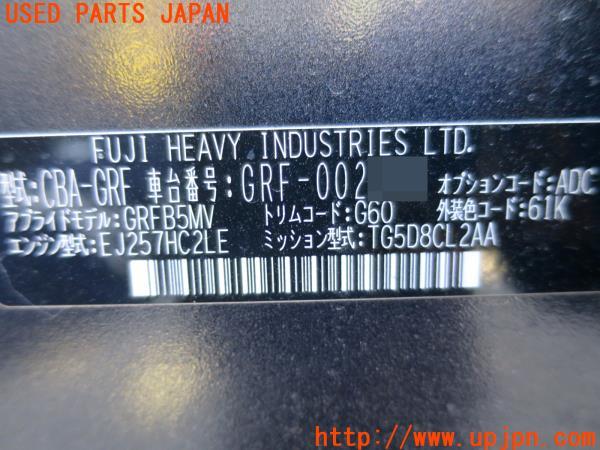 USED PARTS JAPAN
FUJI HEAVY INDUSTRIES LTD.
型式:CBA-GRF 車台番号:GRF-002 オプションコード:ADC
アプライドモデル:GRFB5MV トリムコード:G60 外装色コード:61K
エンジン型式:EJ257HC2LE ミッション型式:TG5D8CL2AA
(C)UPJ
http://www.upjpn.com/